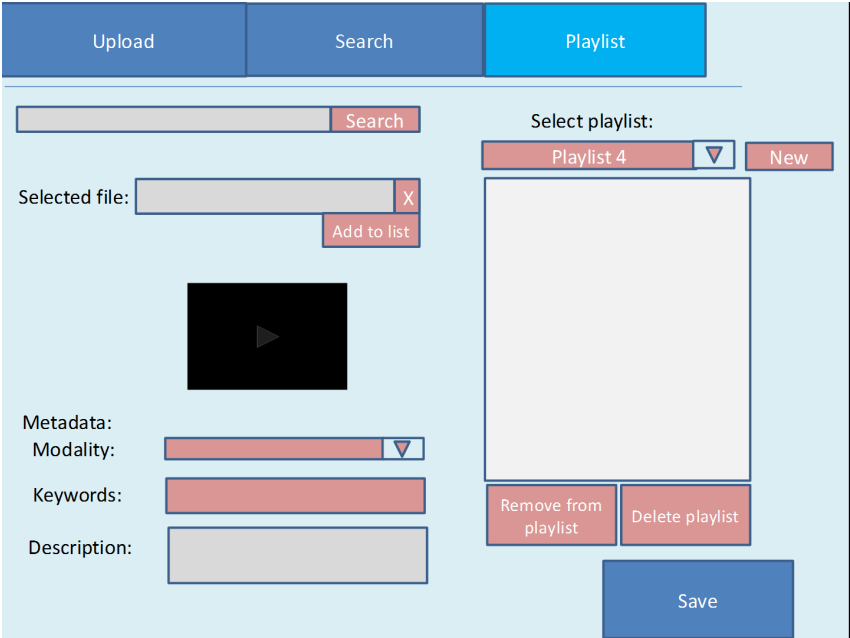 Upload
Search
Playlist
Search
Selected file:
X
Add to list
Metadata:
Modality:
Keywords:
Description:
Select playlist:
Playlist 4
New
Remove from
playlist
Delete playlist
Save